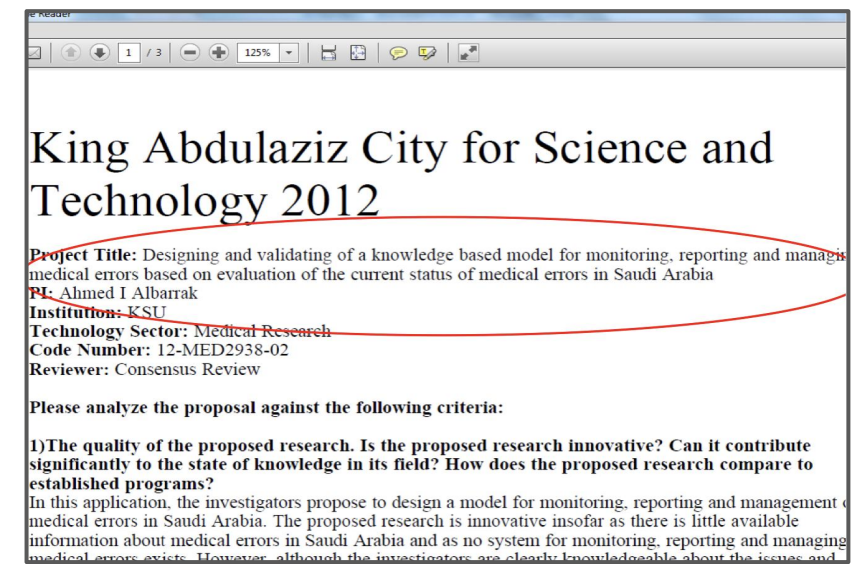 e Reader
1 / 3 125%
King Abdulaziz City for Science and
Technology 2012
Project Title: Designing and validating of a knowledge based model for monitoring, reporting and managin
medical errors based on evaluation of the current status of medical errors in Saudi Arabia
PI: Ahmed I Albarrak
Institution: KSU
Technology Sector: Medical Research
Code Number: 12-MED2938-02
Reviewer: Consensus Review
Please analyze the proposal against the following criteria:
1)The quality of the proposed research. Is the proposed research innovative? Can it contribute
significantly to the state of knowledge in its field? How does the proposed research compare to
established programs?
In this application, the investigators propose to design a model for monitoring, reporting and management
medical errors in Saudi Arabia. The proposed research is innovative insofar as there is little available
information about medical errors in Saudi Arabia and as no system for monitoring, reporting and managing
medical errors exists. However, although the investigators are clearly knowledgeable about the issues and